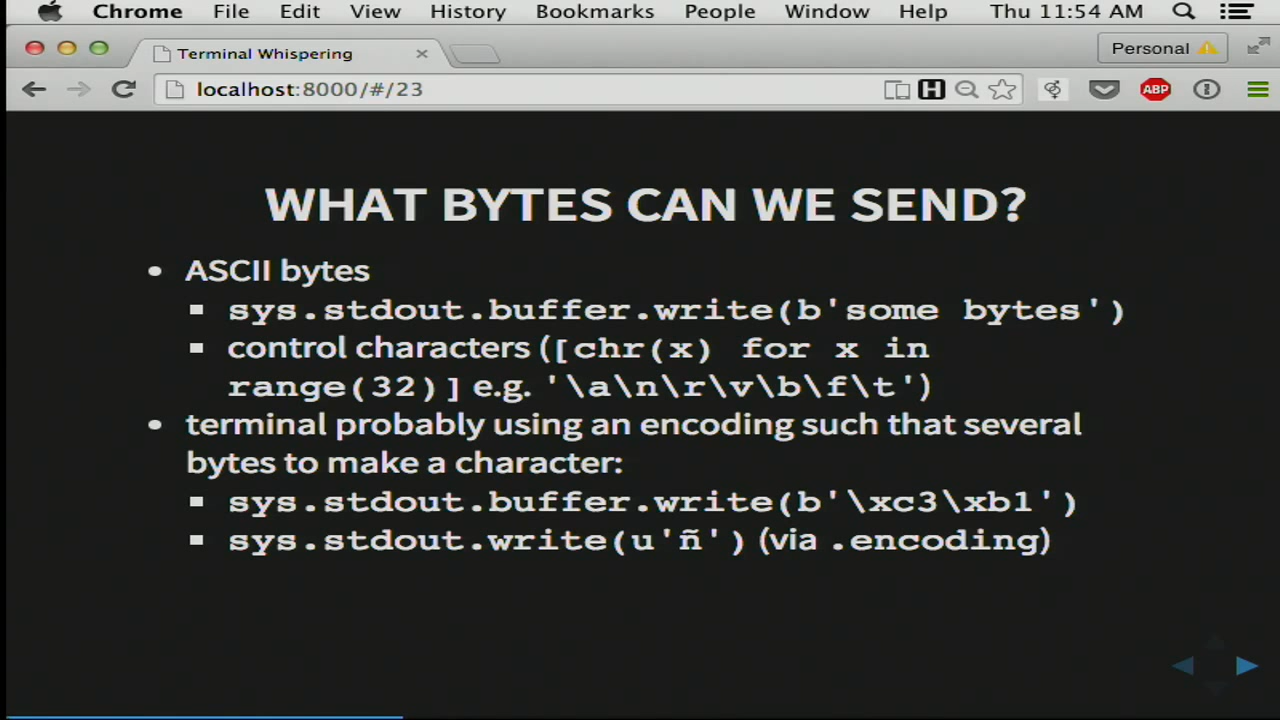 Chrome File Edit View History Bookmarks People Window Help Thu 11:54 AM
Terminal Whispering
Personal
localhost:8000/#/23
H
ABP
WHAT BYTES CAN WE SEND?
• ASCII bytes
▪ sys.stdout.buffer.write(b'some bytes')
▪ control characters ([chr(x) for x in
range(32)] e.g. '\a\n\r\v\b\f\t')
• terminal probably using an encoding such that several
bytes to make a character:
▪ sys.stdout.buffer.write(b'\xc3\xb1')
▪ sys.stdout.write(u'ñ') (via .encoding)